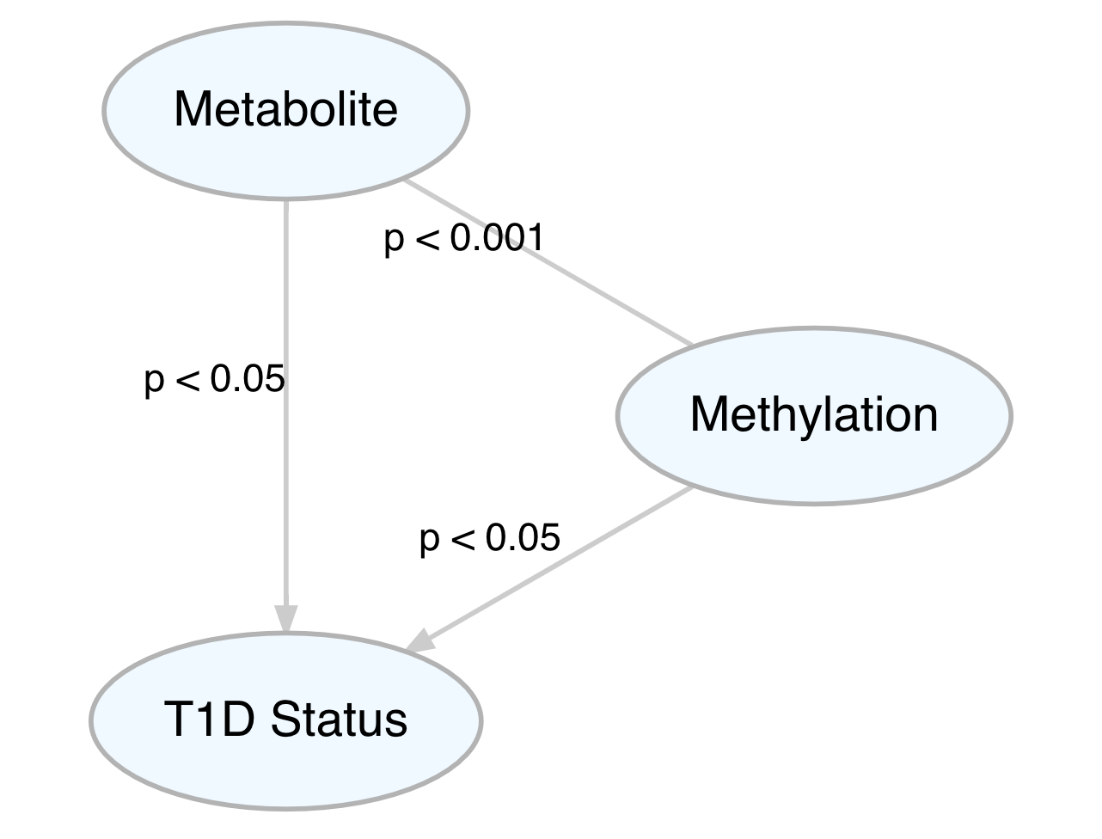 Metabolite
p < 0.001
p < 0.05
Methylation
p < 0.05
T1D Status